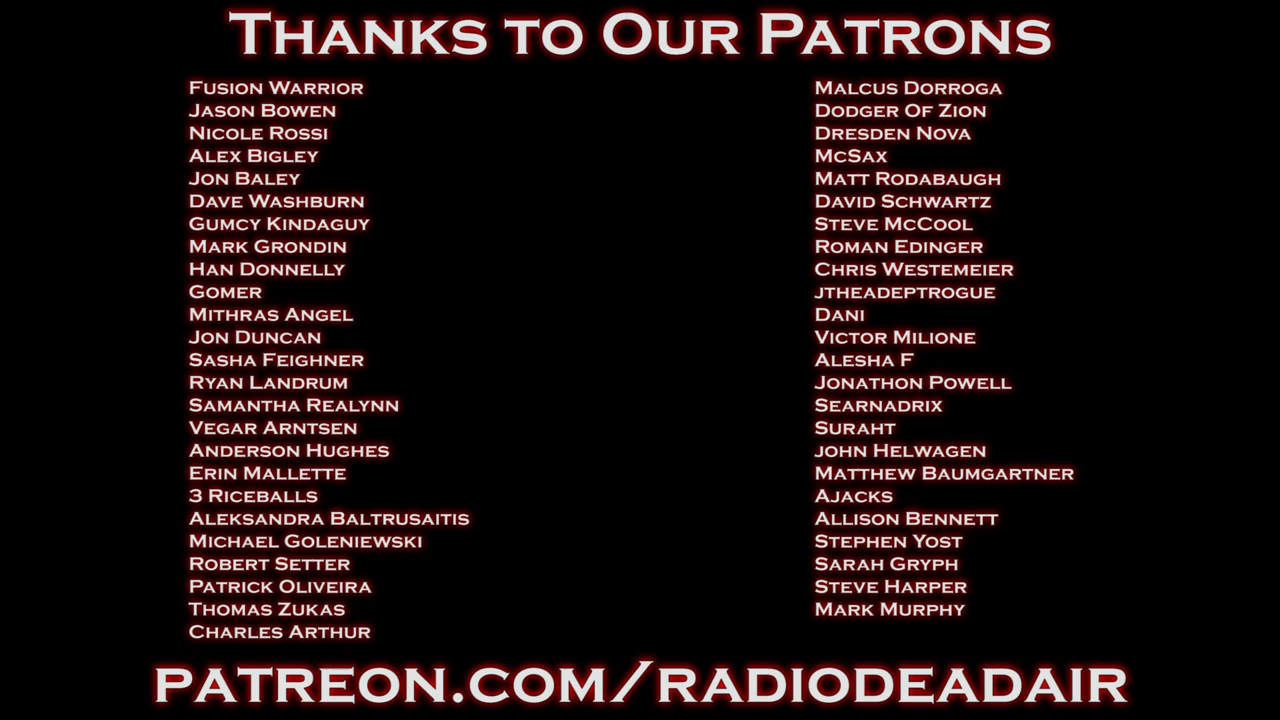 Thanks to Our Patrons
Fusion Warrior
Jason Bowen
Nicole Rossi
Alex Bigley
Jon Baley
Dave Washburn
Gumcy Kindaguy
Mark Grondin
Han Donnelly
Gomer
Mithras Angel
Jon Duncan
Sasha Feighner
Ryan Landrum
Samantha Realynn
Vegar Arntsen
Anderson Hughes
Erin Mallette
3 Riceballs
Aleksandra Baltrusaitis
Michael Goleniewski
Robert Setter
Patrick Oliveira
Thomas Zukas
Charles Arthur
Malcus Dorroga
Dodger Of Zion
Dresden Nova
McSax
Matt Rodabaugh
David Schwartz
Steve McCool
Roman Edinger
Chris Westemeier
jtheadeptrogue
Dani
Victor Milione
Alesha F
Jonathon Powell
Searnadrix
Suraht
john Helwagen
Matthew Baumgartner
Ajacks
Allison Bennett
Stephen Yost
Sarah Gryph
Steve Harper
Mark Murphy
patreon.com/radiodeadair